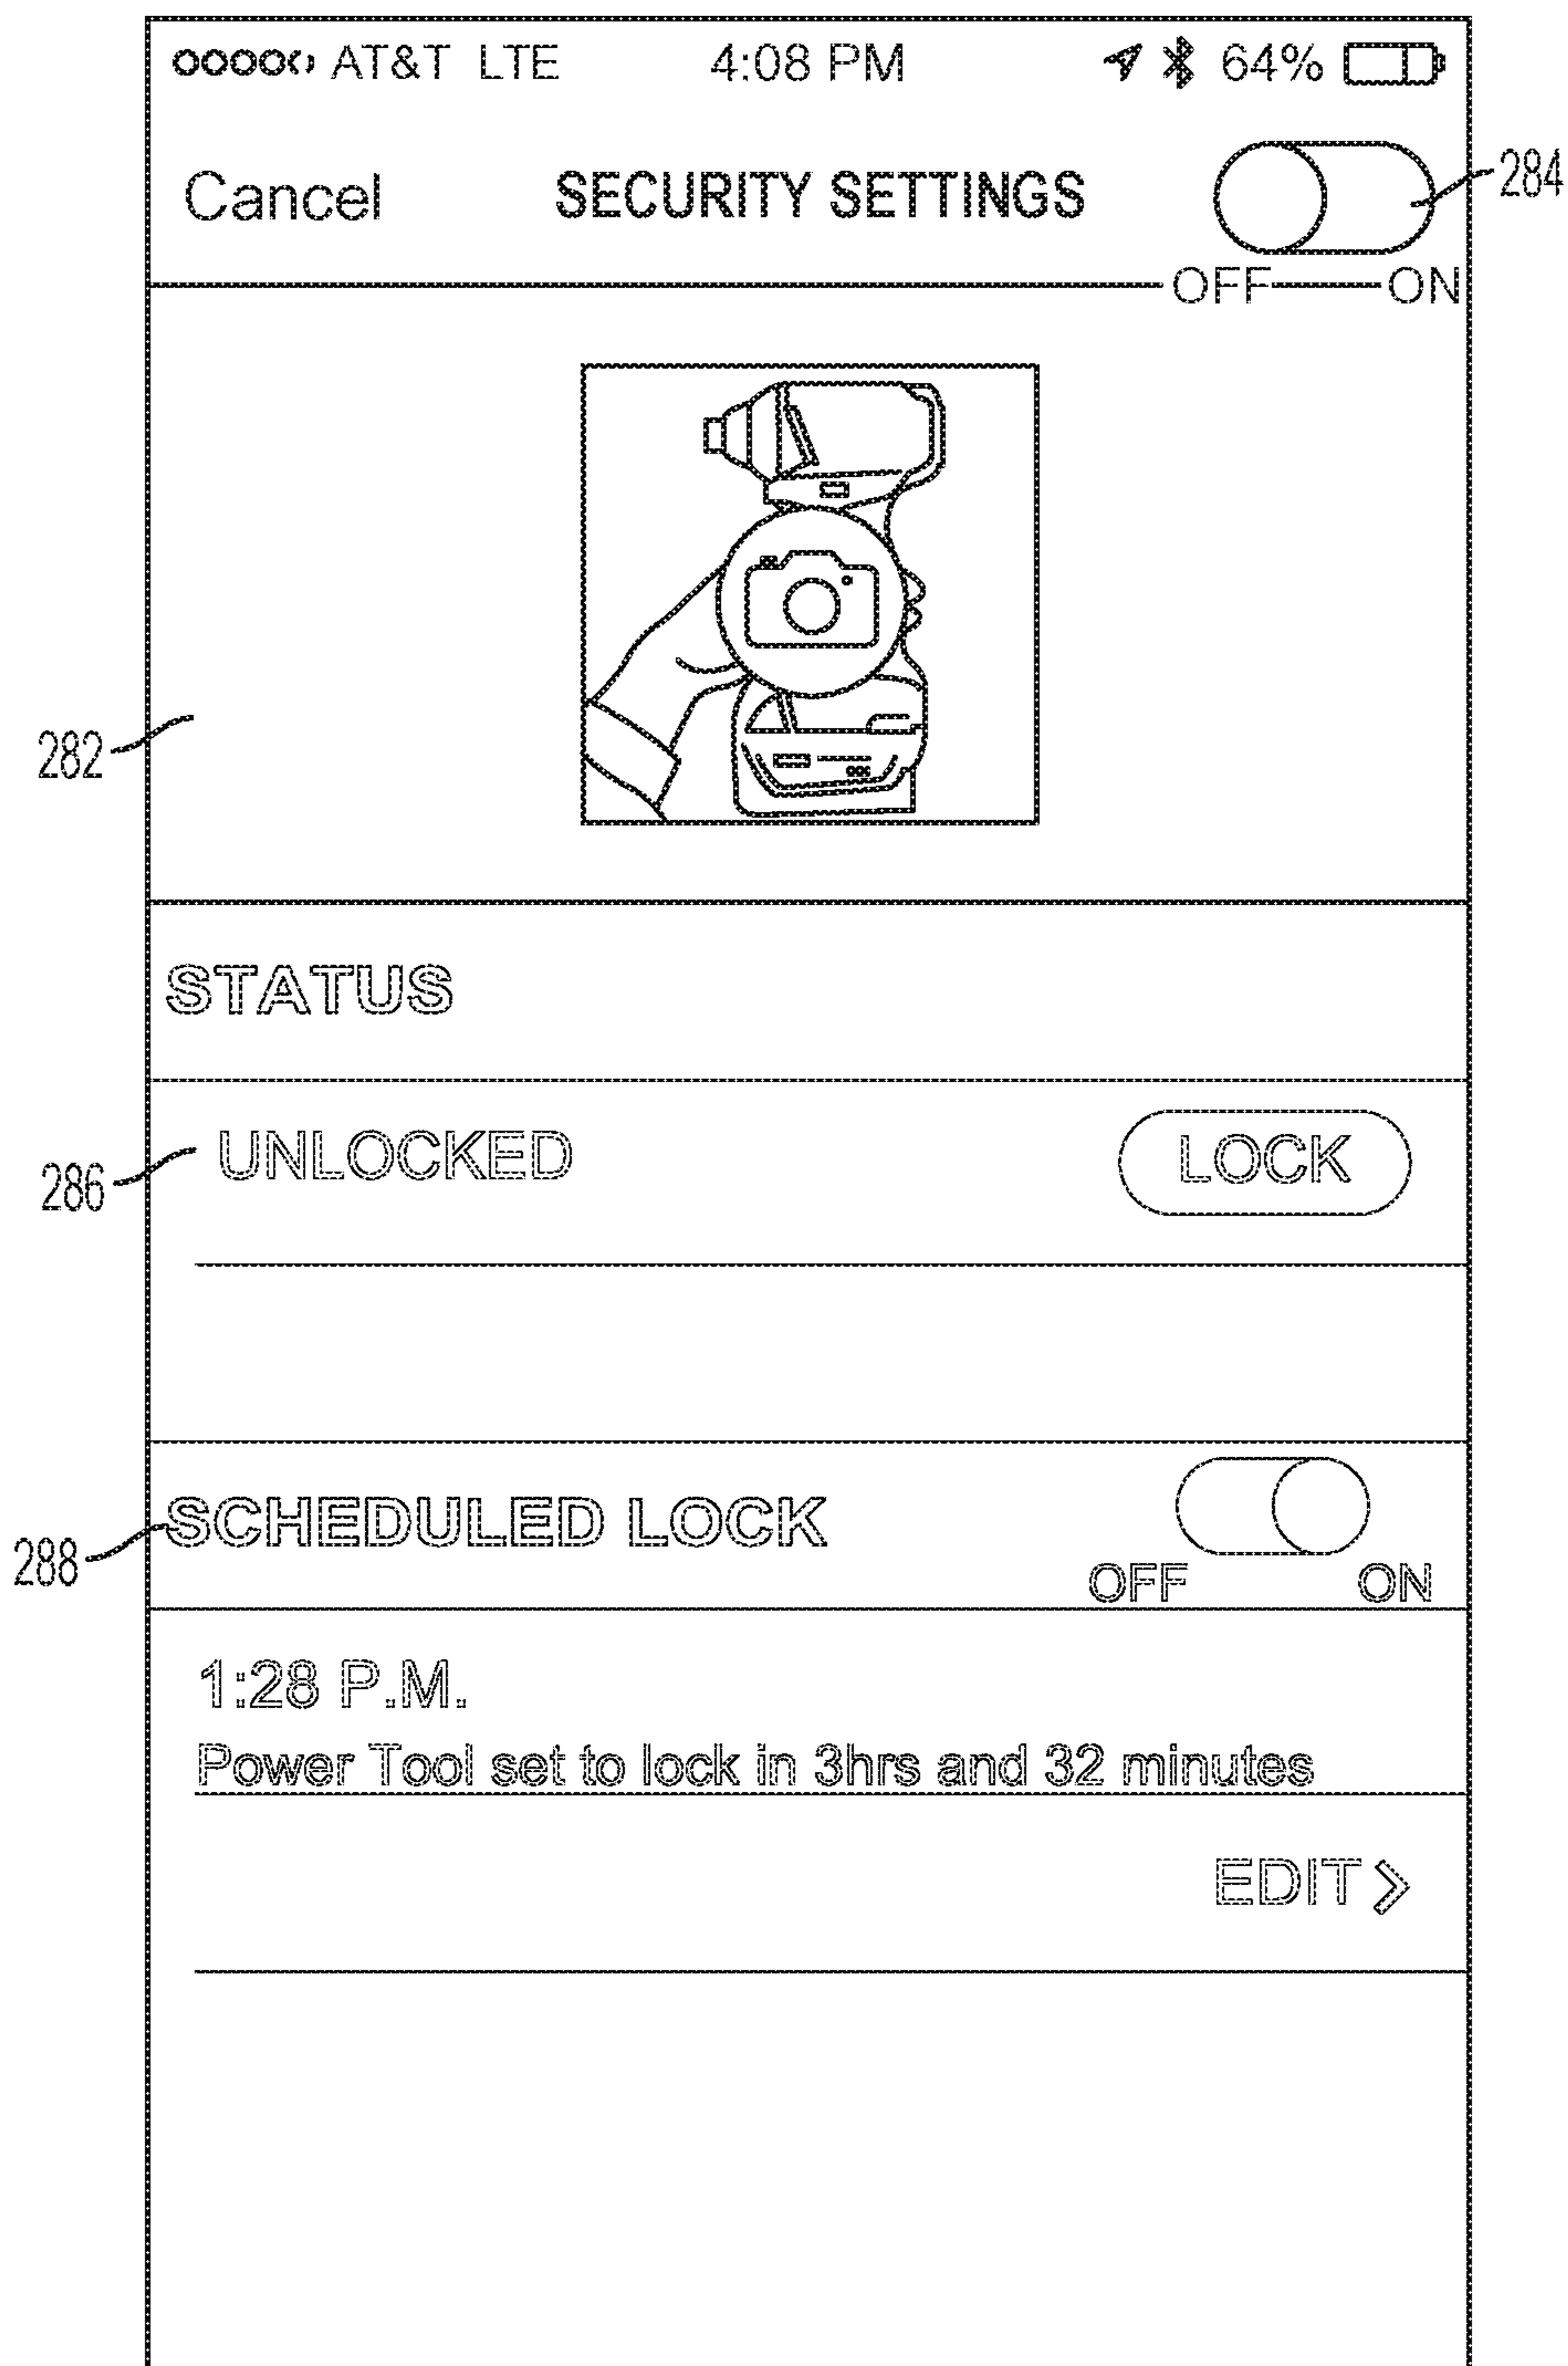 AT&T LTE 4:08 PM 64%
Cancel SECURITY SETTINGS 284
OFF ON
282
STATUS
286 UNLOCKED LOCK
288 SCHEDULED LOCK
OFF ON
1:28 P.M.
Power Tool set to lock in 3hrs and 32 minutes
EDIT >